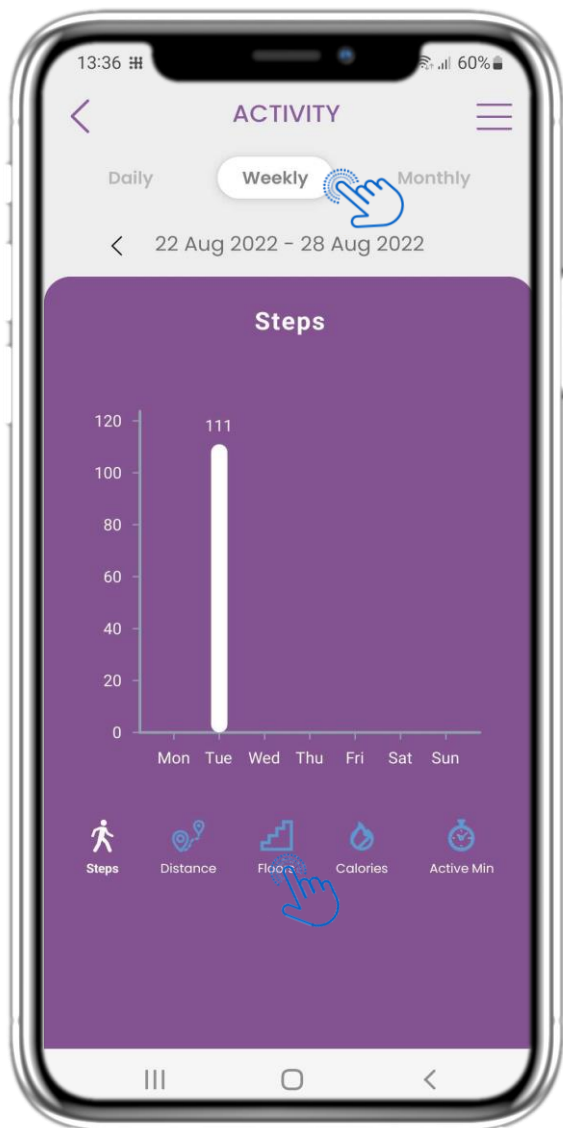 13:36 60%
ACTIVITY
Daily Weekly Monthly
22 Aug 2022 - 28 Aug 2022
Steps
120
111
100
80
60
40
20
0
Mon Tue Wed Thu Fri Sat Sun
Steps Distance Floors Calories Active Min